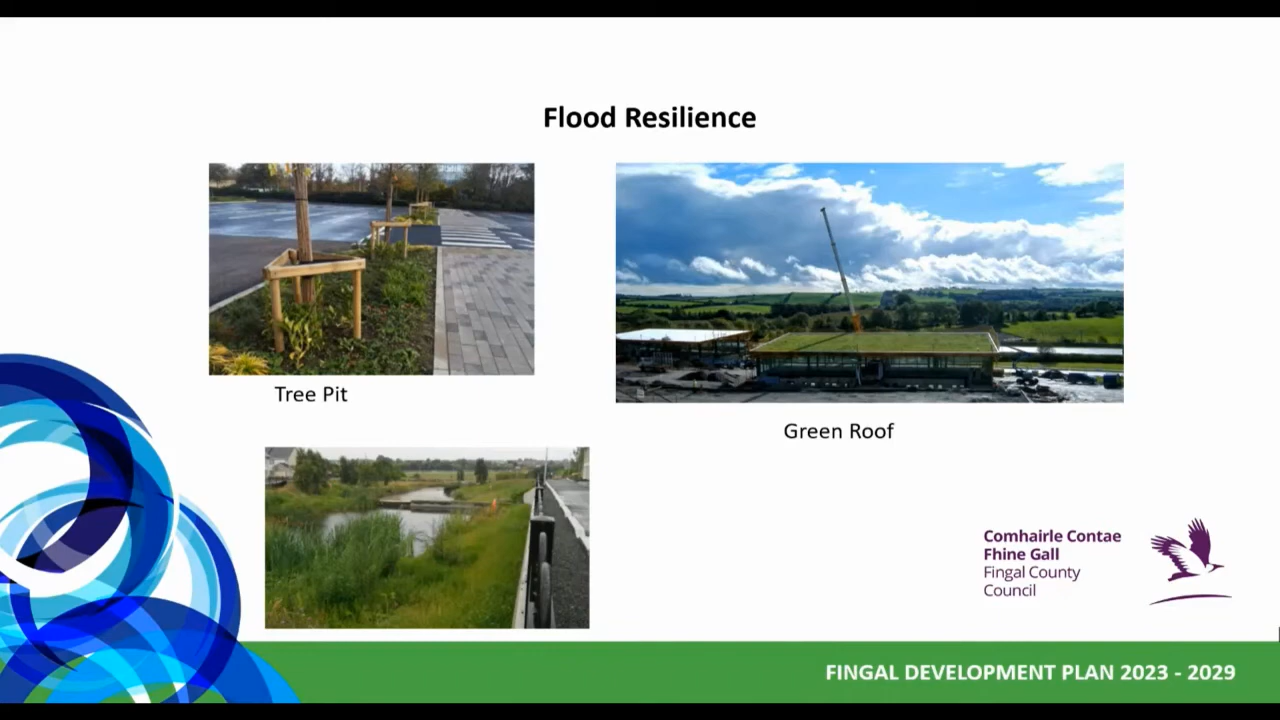 Flood Resilience
Tree Pit
Green Roof
Comhairle Contae
Fhine Gall
Fingal County
Council
FINGAL DEVELOPMENT PLAN 2023 - 2029